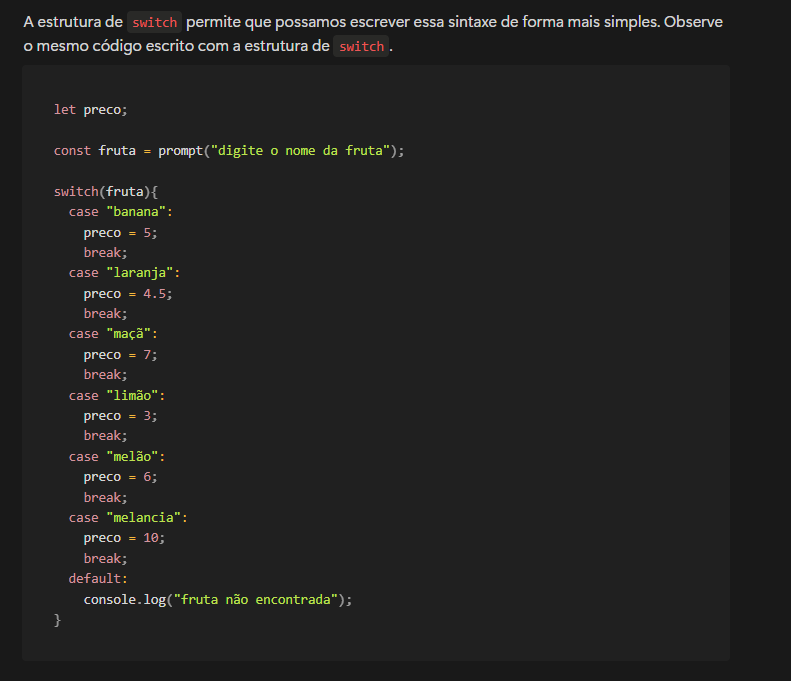 A estrutura de switch permite que possamos escrever essa sintaxe de forma mais simples. Observe
o mesmo código escrito com a estrutura de switch.
let preco;
const fruta = prompt("digite o nome da fruta");
switch(fruta){
  case "banana":
    preco = 5;
    break;
  case "laranja":
    preco = 4.5;
    break;
  case "maçã":
    preco = 7;
    break;
  case "limão":
    preco = 3;
    break;
  case "melão":
    preco = 6;
    break;
  case "melancia":
    preco = 10;
    break;
  default:
    console.log("fruta não encontrada");
}